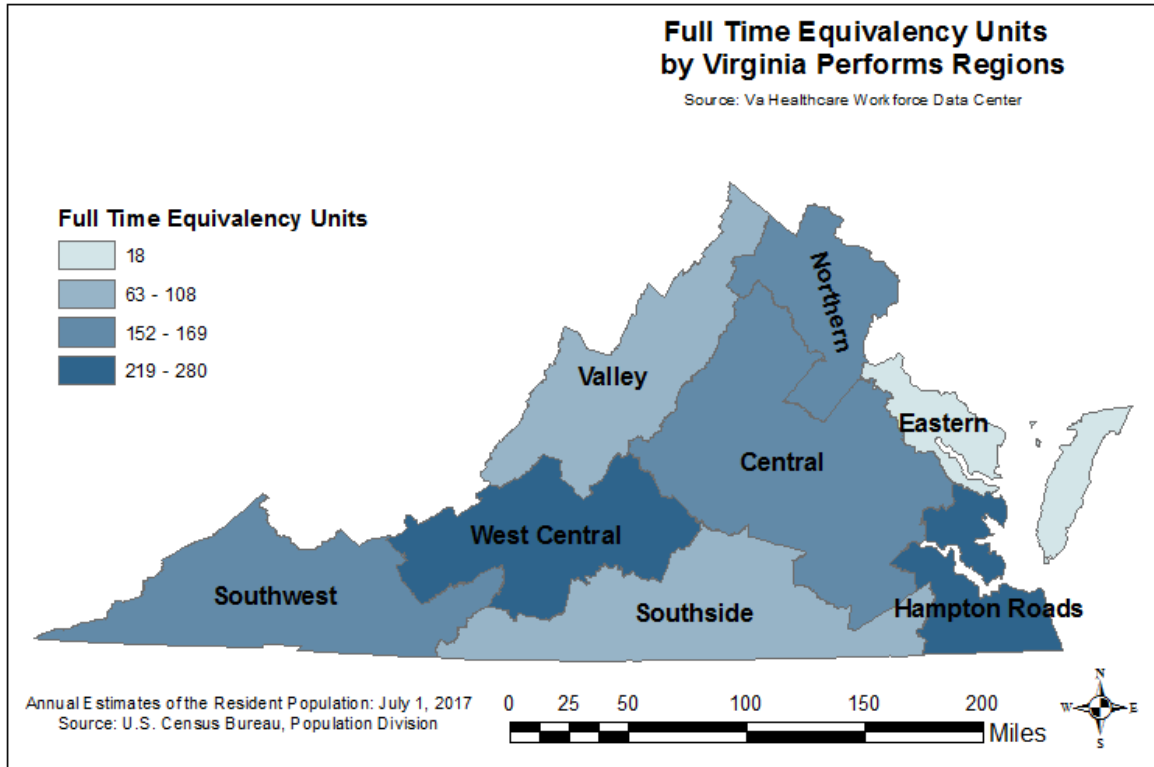 Full Time Equivalency Units
by Virginia Performs Regions
Source: Va Healthcare Workforce Data Center
Full Time Equivalency Units
18
63 - 108
152 - 169
219 - 280
Northern
Valley
Eastern
Central
West Central
Southwest
Southside
Hampton Roads
Annual Estimates of the Resident Population: July 1, 2017
Source: U.S. Census Bureau, Population Division
0 25 50 100 150 200
Miles
N
W E
S